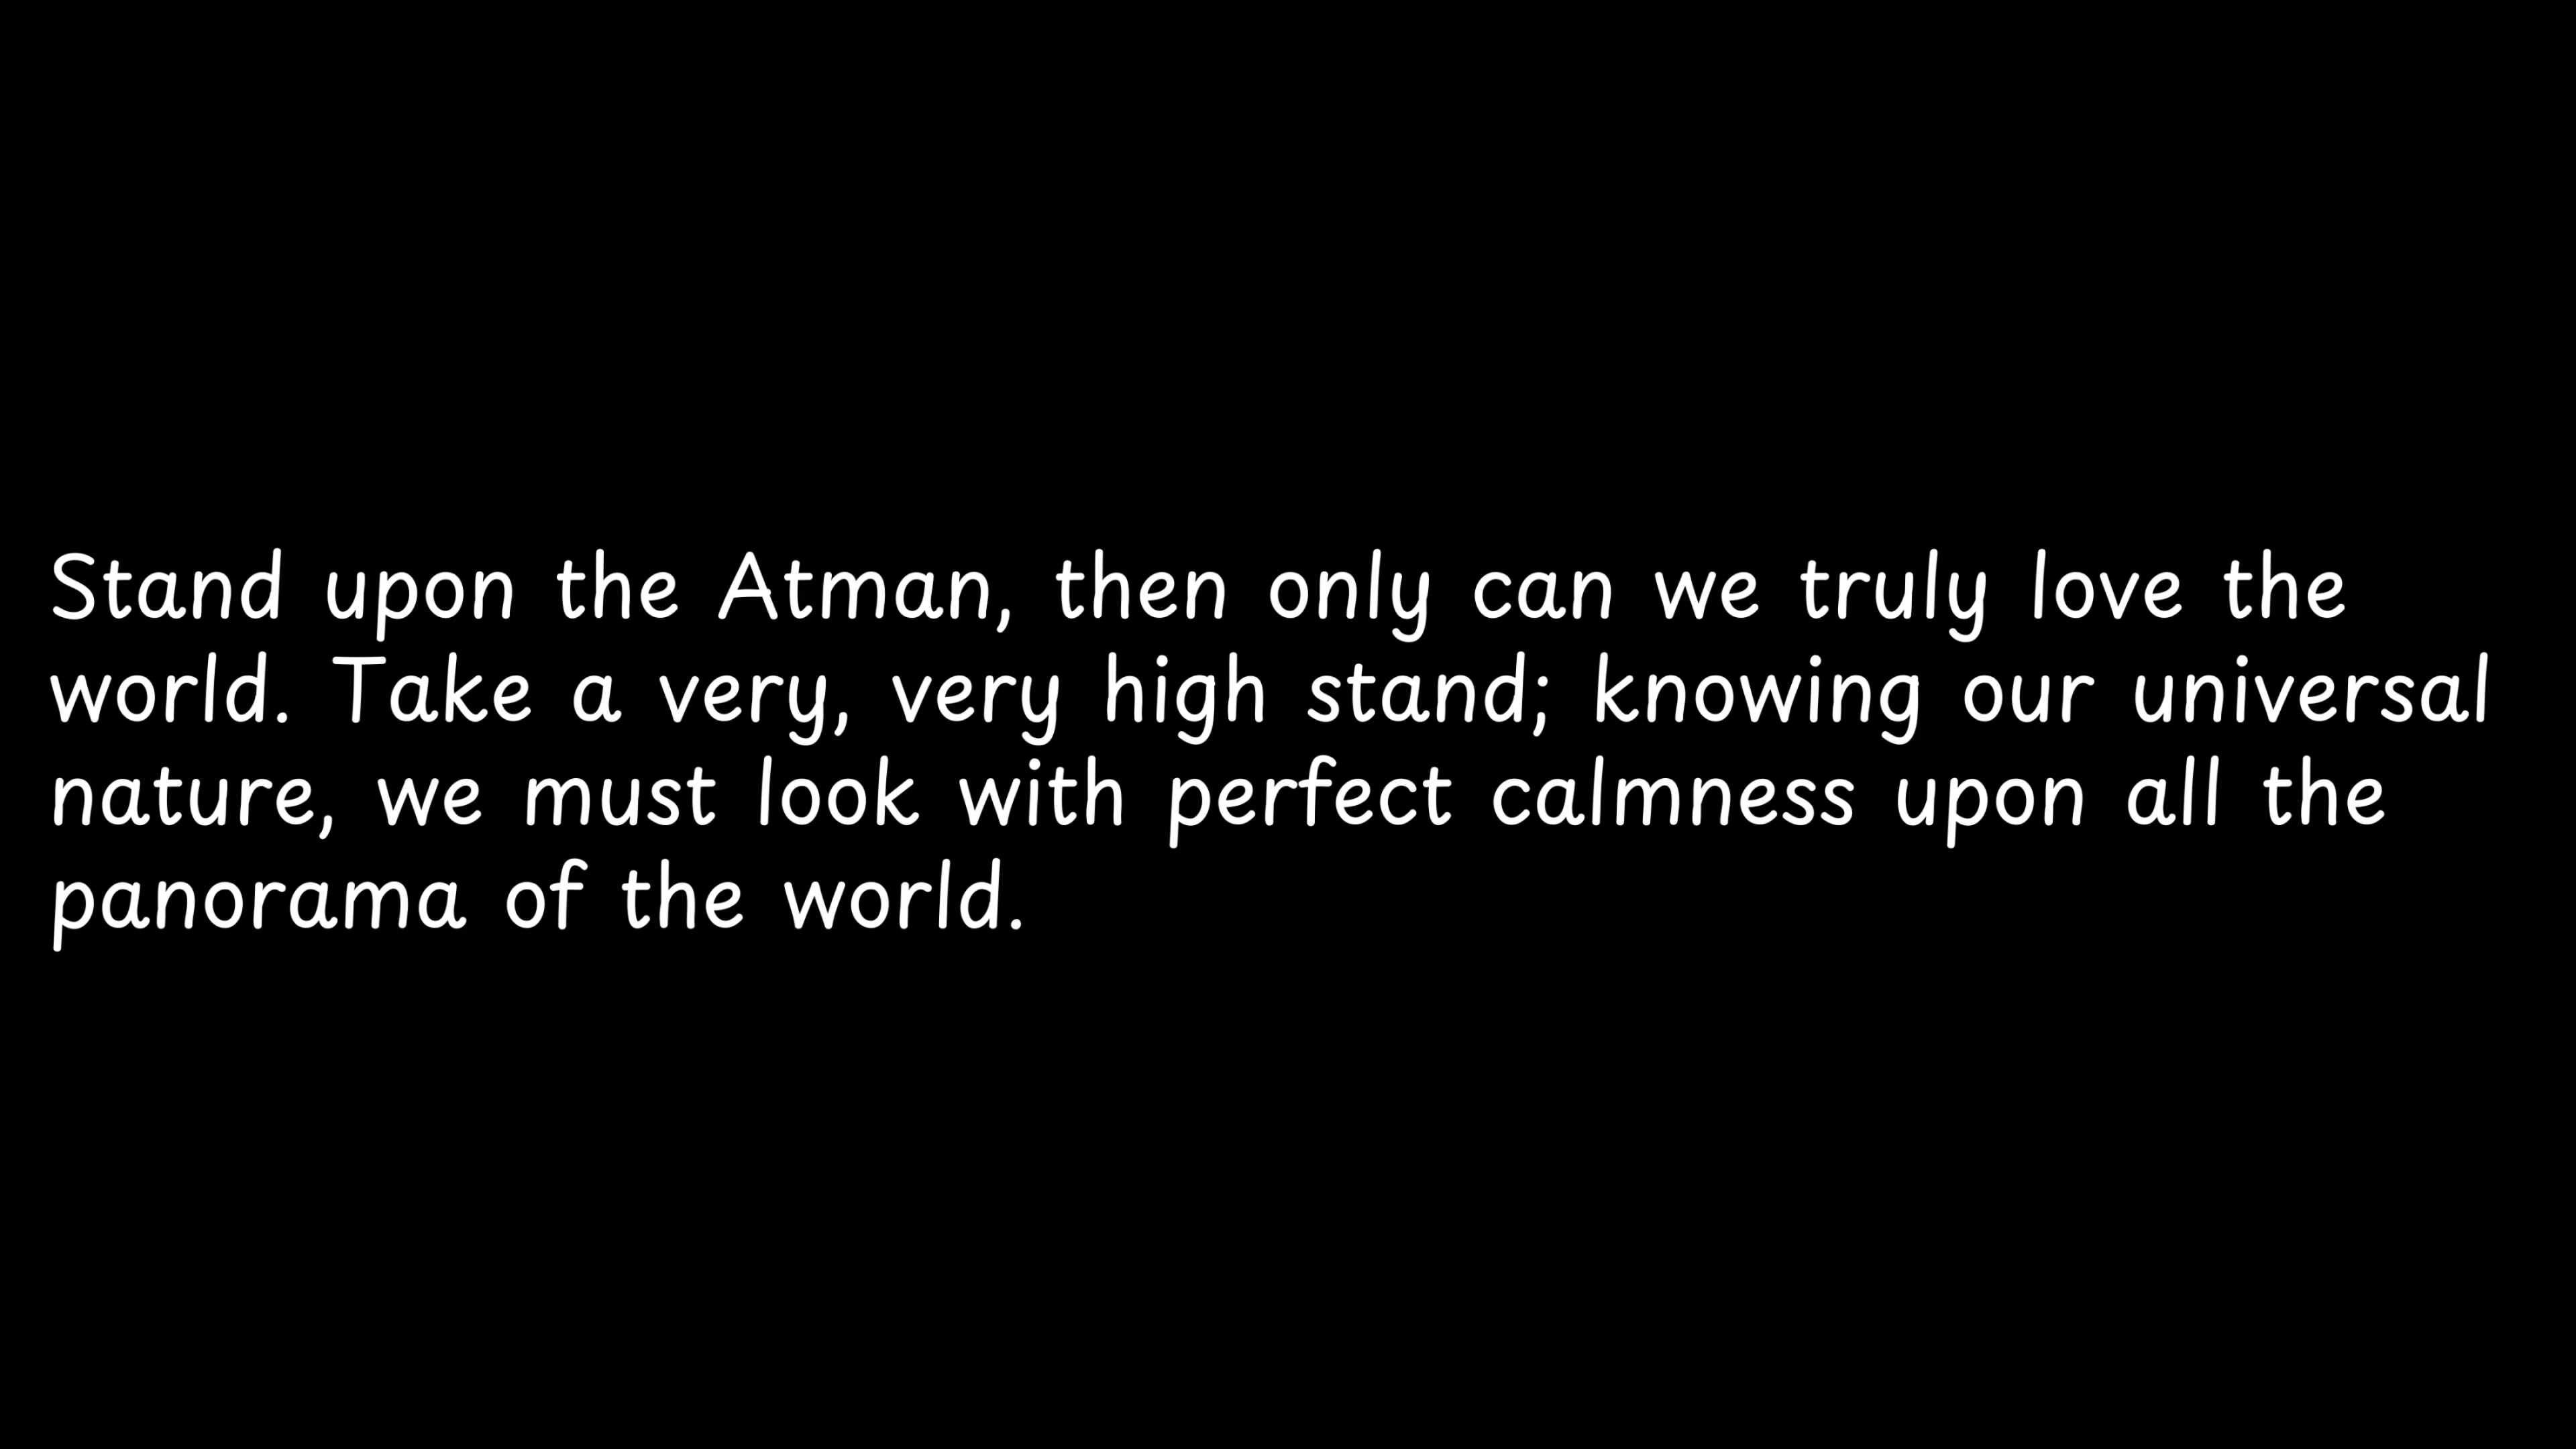 Stand upon the Atman, then only can we truly love the
world. Take a very, very high stand; knowing our universal
nature, we must look with perfect calmness upon all the
panorama of the world.